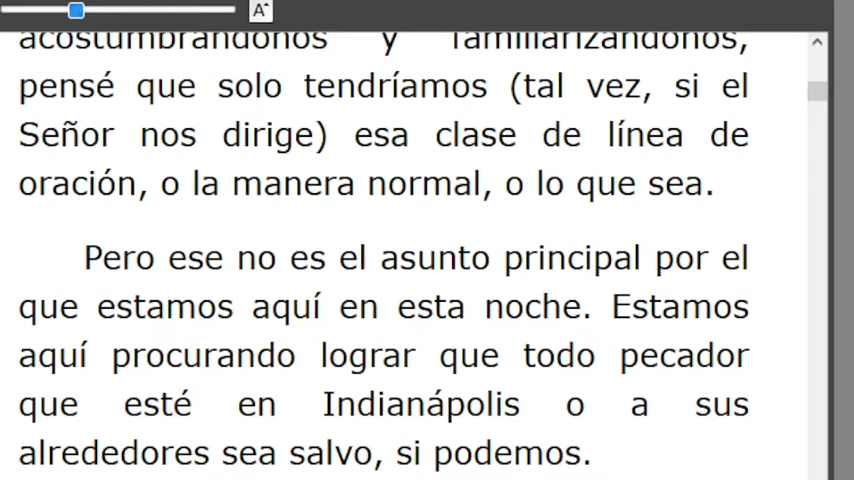 A
acostumbrándonos y familiarizándonos,
pensé que solo tendríamos (tal vez, si el
Señor nos dirige) esa clase de línea de
oración, o la manera normal, o lo que sea.
Pero ese no es el asunto principal por el
que estamos aquí en esta noche. Estamos
aquí procurando lograr que todo pecador
que esté en Indianápolis o a sus
alrededores sea salvo, si podemos.